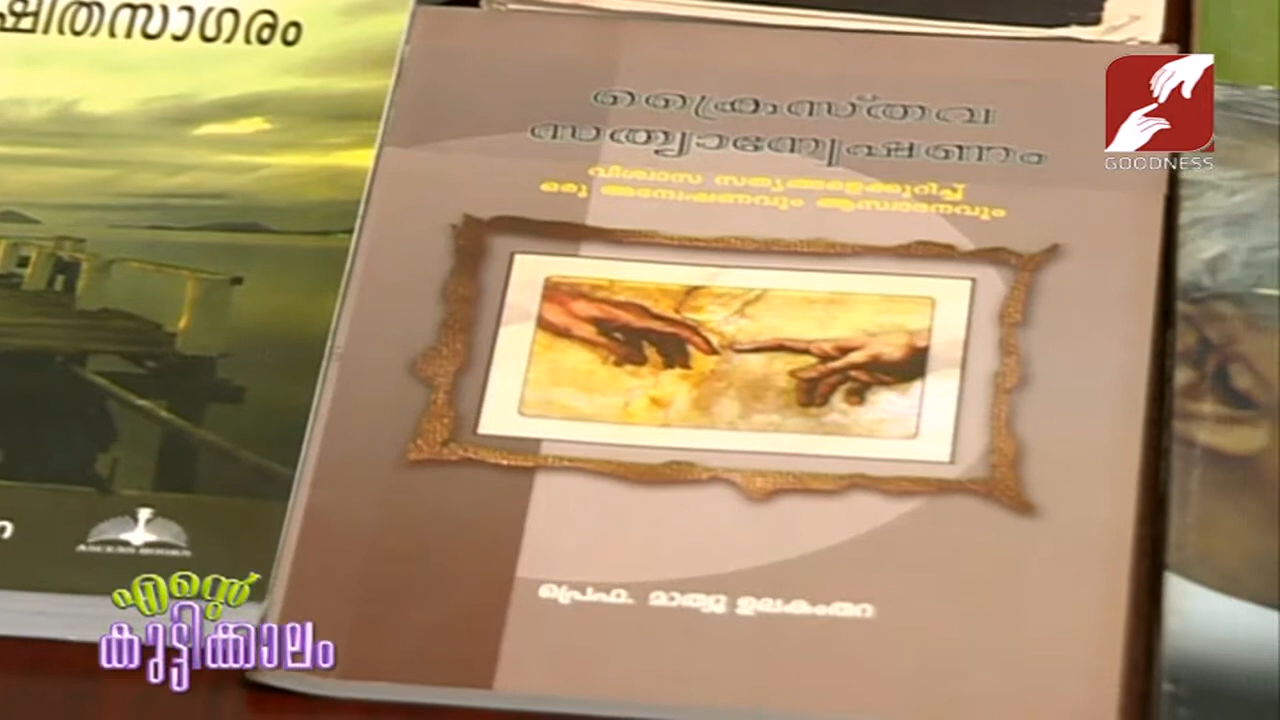 ഷിതസാഗരം
ക്രൈസ്തവ
സത്യാന്വേഷണം
വിശ്വാസ സത്യങ്ങളെക്കുറിച്ച്
ഒരു അന്വേഷണവും ആസ്വാദനവും
പ്രൊഫ. മാത്യു ഉലകംതറ
GOODNESS
എന്റെ
കുട്ടിക്കാലം